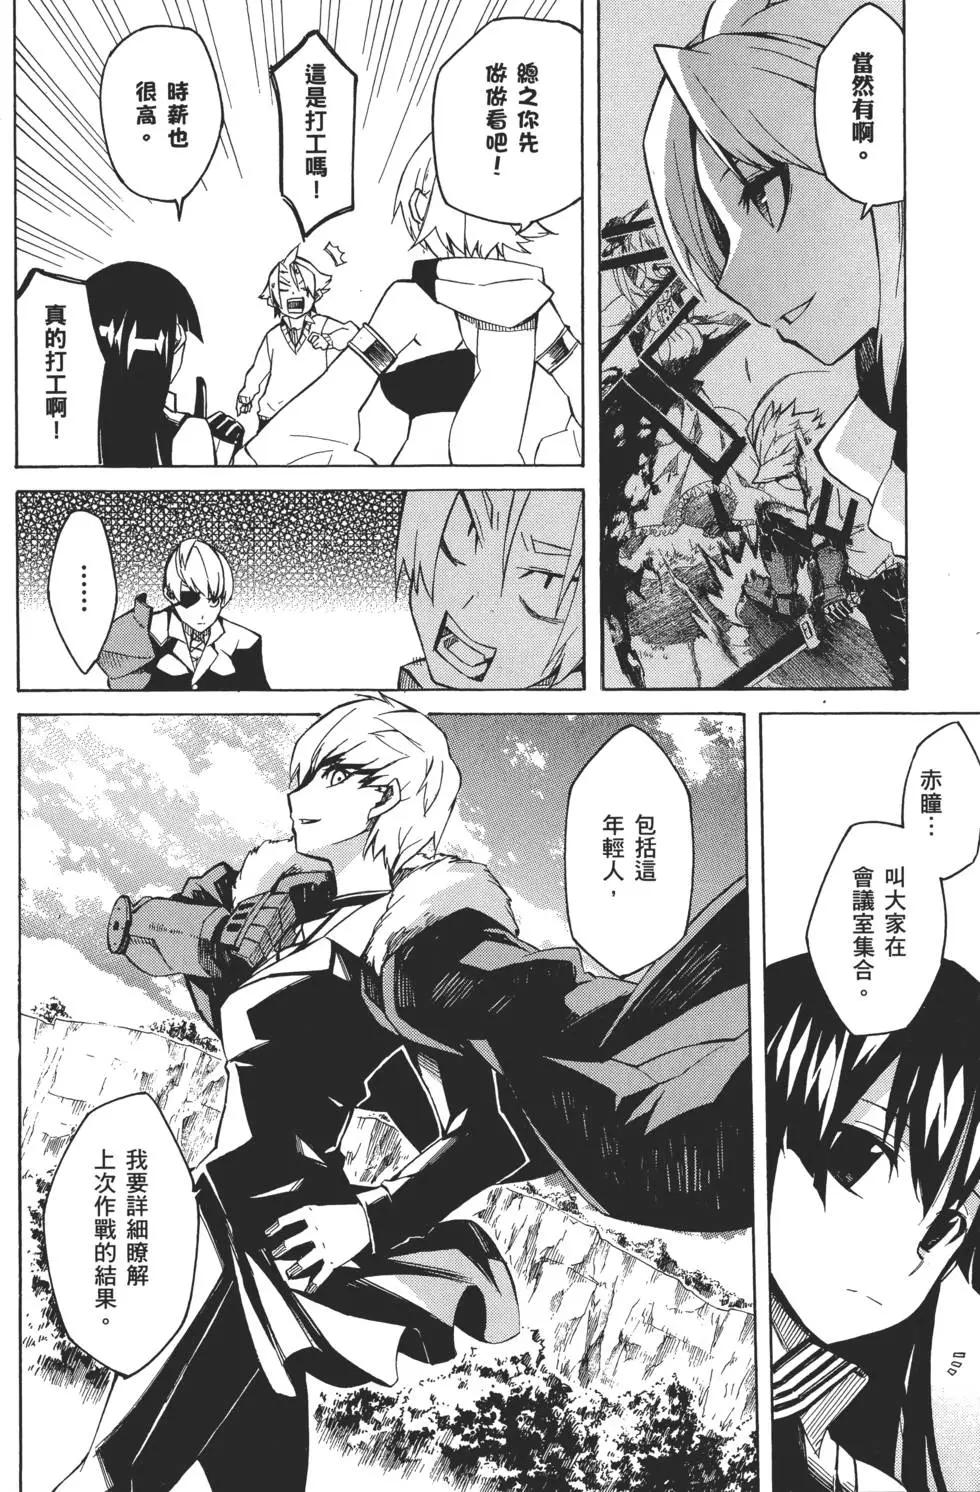 當然有啊。
總之你先
做做看吧！
這是打工嗎！
時薪也
很高。
真的打工啊！
⋯⋯
赤瞳⋯
叫大家在
會議室集合。
包括這
年輕人，
我要詳細瞭解
上次作戰的結果。